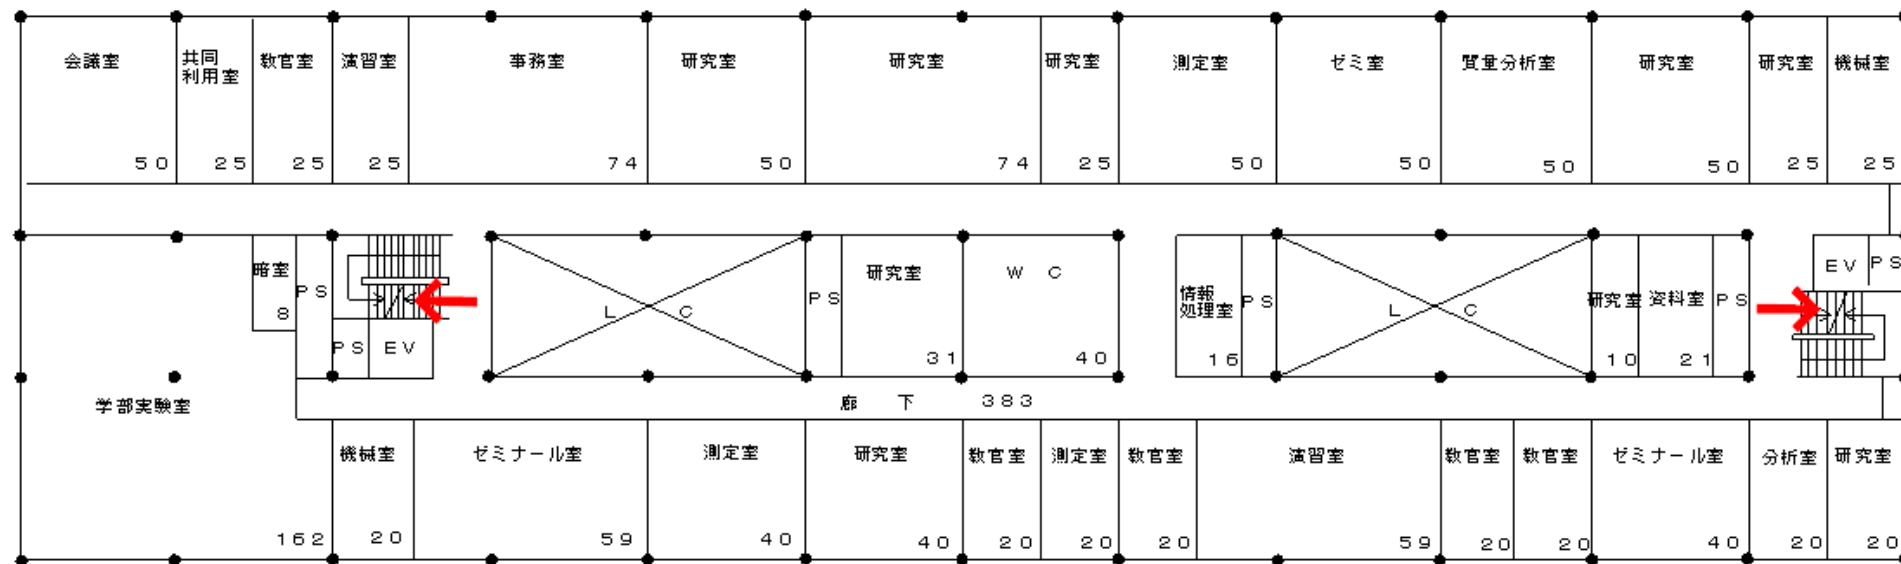 会議室
共同
利用室
教官室
演習室
事務室
研究室
研究室
研究室
測定室
ゼミ室
質量分析室
研究室
研究室
機械室
50
25
25
25
74
50
74
25
50
50
50
50
25
25
暗室
8
PS
PS
EV
LC
PS
研究室
31
WC
40
情報
処理室
16
PS
LC
研究室
10
資料室
21
PS
EV
PS
学部実験室
162
廊下 383
機械室
ゼミナール室
測定室
研究室
教官室
測定室
教官室
演習室
教官室
教官室
ゼミナール室
分析室
研究室
20
59
40
40
20
20
20
59
20
20
40
20
20